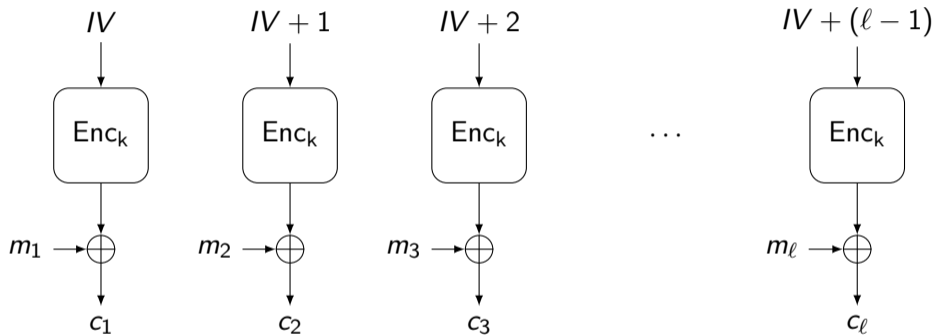 IV IV + 1 IV + 2 IV + (ℓ − 1)
Enc_k Enc_k Enc_k ⋯ Enc_k
m_1 m_2 m_3 m_ℓ
c_1 c_2 c_3 c_ℓ